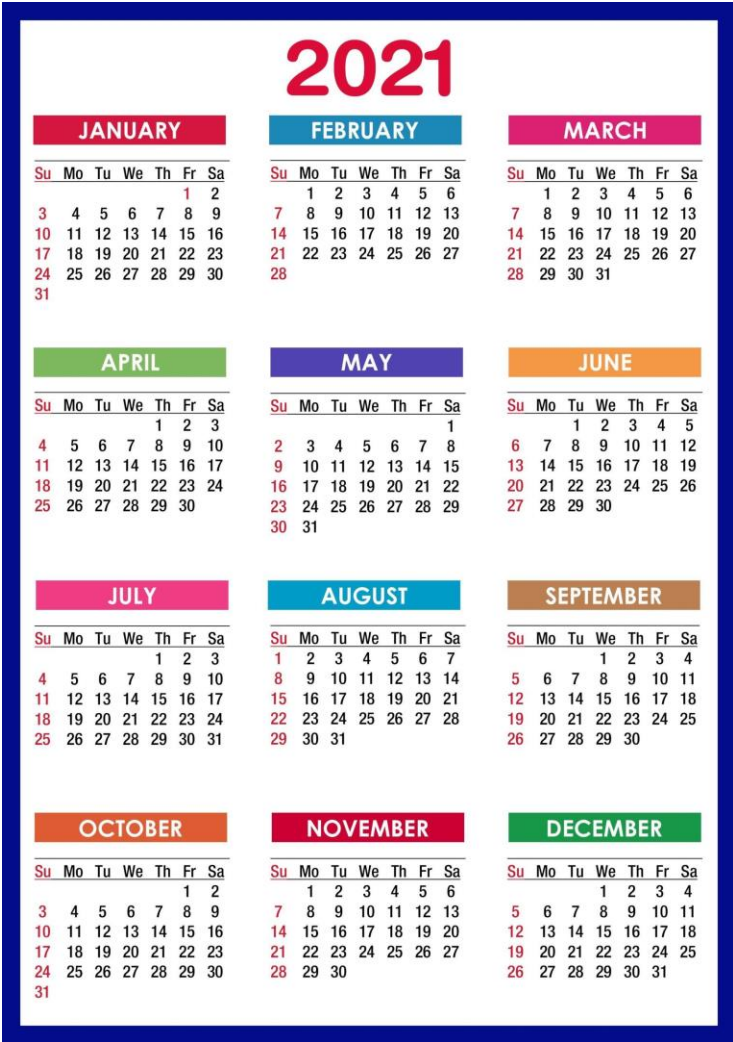 2021
JANUARY
Su Mo Tu We Th Fr Sa
1 2
3 4 5 6 7 8 9
10 11 12 13 14 15 16
17 18 19 20 21 22 23
24 25 26 27 28 29 30
31
FEBRUARY
Su Mo Tu We Th Fr Sa
1 2 3 4 5 6
7 8 9 10 11 12 13
14 15 16 17 18 19 20
21 22 23 24 25 26 27
28
MARCH
Su Mo Tu We Th Fr Sa
1 2 3 4 5 6
7 8 9 10 11 12 13
14 15 16 17 18 19 20
21 22 23 24 25 26 27
28 29 30 31
APRIL
Su Mo Tu We Th Fr Sa
1 2 3
4 5 6 7 8 9 10
11 12 13 14 15 16 17
18 19 20 21 22 23 24
25 26 27 28 29 30
MAY
Su Mo Tu We Th Fr Sa
1
2 3 4 5 6 7 8
9 10 11 12 13 14 15
16 17 18 19 20 21 22
23 24 25 26 27 28 29
30 31
JUNE
Su Mo Tu We Th Fr Sa
1 2 3 4 5
6 7 8 9 10 11 12
13 14 15 16 17 18 19
20 21 22 23 24 25 26
27 28 29 30
JULY
Su Mo Tu We Th Fr Sa
1 2 3
4 5 6 7 8 9 10
11 12 13 14 15 16 17
18 19 20 21 22 23 24
25 26 27 28 29 30 31
AUGUST
Su Mo Tu We Th Fr Sa
1 2 3 4 5 6 7
8 9 10 11 12 13 14
15 16 17 18 19 20 21
22 23 24 25 26 27 28
29 30 31
SEPTEMBER
Su Mo Tu We Th Fr Sa
1 2 3 4
5 6 7 8 9 10 11
12 13 14 15 16 17 18
19 20 21 22 23 24 25
26 27 28 29 30
OCTOBER
Su Mo Tu We Th Fr Sa
1 2
3 4 5 6 7 8 9
10 11 12 13 14 15 16
17 18 19 20 21 22 23
24 25 26 27 28 29 30
31
NOVEMBER
Su Mo Tu We Th Fr Sa
1 2 3 4 5 6
7 8 9 10 11 12 13
14 15 16 17 18 19 20
21 22 23 24 25 26 27
28 29 30
DECEMBER
Su Mo Tu We Th Fr Sa
1 2 3 4
5 6 7 8 9 10 11
12 13 14 15 16 17 18
19 20 21 22 23 24 25
26 27 28 29 30 31